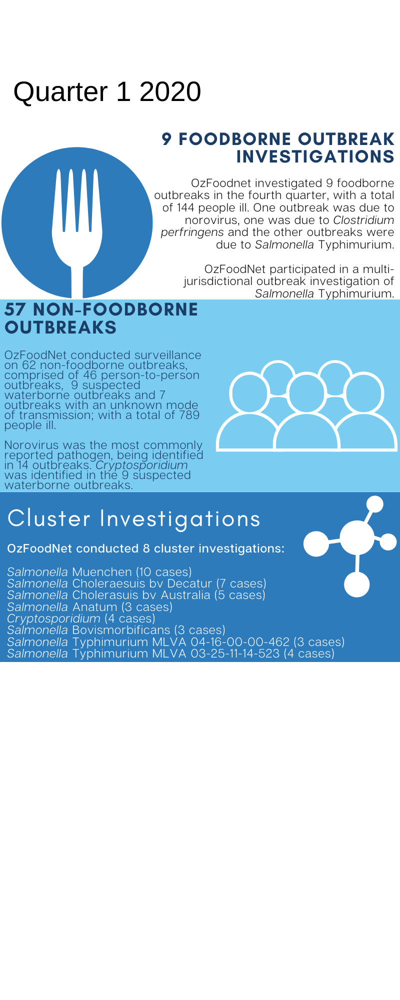 Quarter 1 2020
9 FOODBORNE OUTBREAK
INVESTIGATIONS
OzFoodnet investigated 9 foodborne
outbreaks in the fourth quarter, with a total
of 144 people ill. One outbreak was due to
norovirus, one was due to Clostridium
perfringens and the other outbreaks were
due to Salmonella Typhimurium.
OzFoodNet participated in a multi-
jurisdictional outbreak investigation of
Salmonella Typhimurium.
57 NON-FOODBORNE
OUTBREAKS
OzFoodNet conducted surveillance
on 62 non-foodborne outbreaks,
comprised of 46 person-to-person
outbreaks,  9 suspected
waterborne outbreaks and 7
outbreaks with an unknown mode
of transmission; with a total of 789
people ill.
Norovirus was the most commonly
reported pathogen, being identified
in 14 outbreaks. Cryptosporidium
was identified in the 9 suspected
waterborne outbreaks.
Cluster Investigations
OzFoodNet conducted 8 cluster investigations:
Salmonella Muenchen (10 cases)
Salmonella Choleraesuis bv Decatur (7 cases)
Salmonella Cholerasuis bv Australia (5 cases)
Salmonella Anatum (3 cases)
Cryptosporidium (4 cases)
Salmonella Bovismorbificans (3 cases)
Salmonella Typhimurium MLVA 04-16-00-00-462 (3 cases)
Salmonella Typhimurium MLVA 03-25-11-14-523 (4 cases)